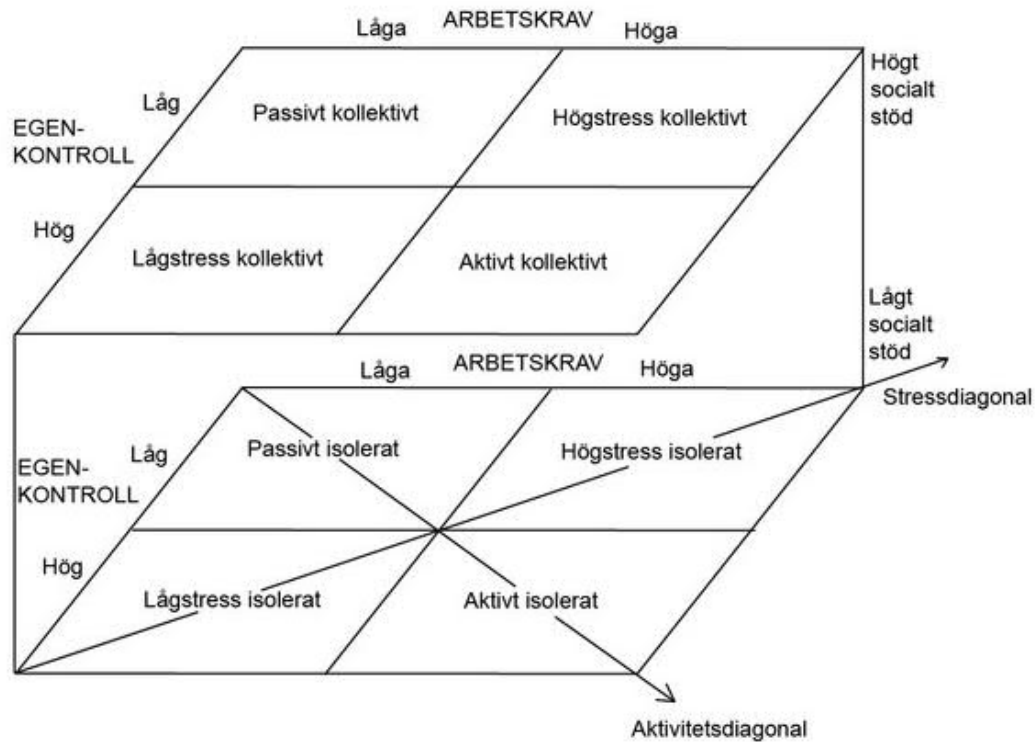 ARBETSKRAV
Låga
Höga
Högt
socialt
stöd
Låg
Passivt kollektivt
Högstress kollektivt
EGEN-
KONTROLL
Hög
Lågstress kollektivt
Aktivt kollektivt
Lågt
socialt
stöd
ARBETSKRAV
Låga
Höga
Stressdiagonal
Låg
Passivt isolerat
Högstress isolerat
EGEN-
KONTROLL
Hög
Lågstress isolerat
Aktivt isolerat
Aktivitetsdiagonal